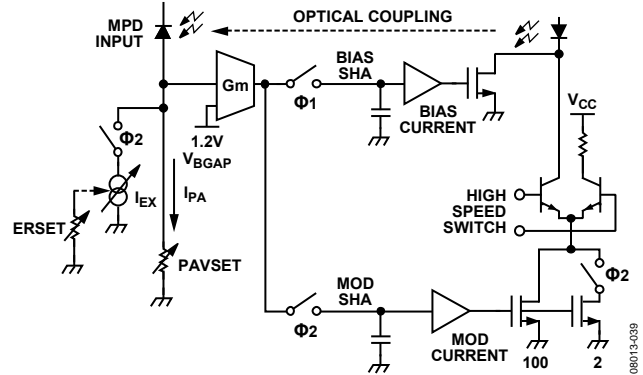 MPD
INPUT
OPTICAL COUPLING
Gm
BIAS
SHA
Φ1
BIAS
CURRENT
VCC
Φ2
1.2V
VBGAP
IEX
IPA
ERSET
PAVSET
HIGH
SPEED
SWITCH
MOD
SHA
Φ2
Φ2
MOD
CURRENT
100
2
08013-039